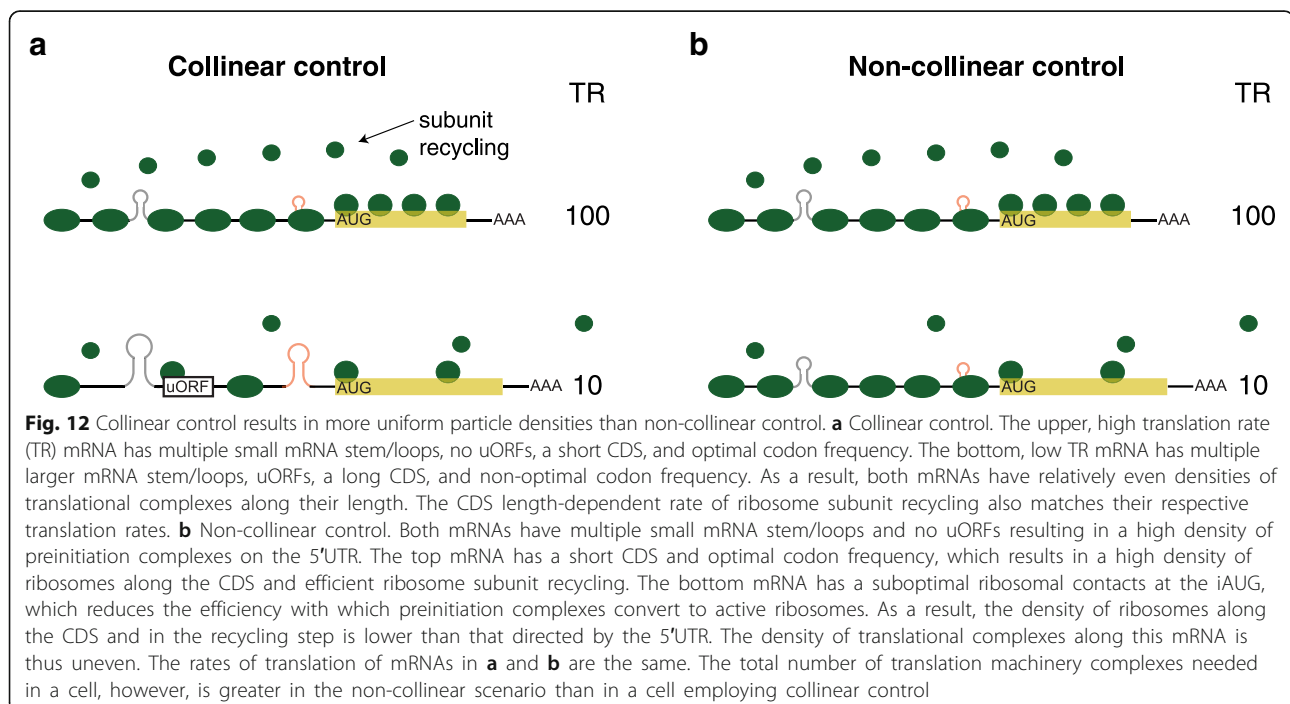 a
Collinear control
TR
subunit
recycling
AUG
AAA
100
uORF
AUG
AAA
10
b
Non-collinear control
TR
AUG
AAA
100
AUG
AAA
10
Fig. 12 Collinear control results in more uniform particle densities than non-collinear control. a Collinear control. The upper, high translation rate
(TR) mRNA has multiple small mRNA stem/loops, no uORFs, a short CDS, and optimal codon frequency. The bottom, low TR mRNA has multiple
larger mRNA stem/loops, uORFs, a long CDS, and non-optimal codon frequency. As a result, both mRNAs have relatively even densities of
translational complexes along their length. The CDS length-dependent rate of ribosome subunit recycling also matches their respective
translation rates. b Non-collinear control. Both mRNAs have multiple small mRNA stem/loops and no uORFs resulting in a high density of
preinitiation complexes on the 5′UTR. The top mRNA has a short CDS and optimal codon frequency, which results in a high density of
ribosomes along the CDS and efficient ribosome subunit recycling. The bottom mRNA has a suboptimal ribosomal contacts at the iAUG,
which reduces the efficiency with which preinitiation complexes convert to active ribosomes. As a result, the density of ribosomes along
the CDS and in the recycling step is lower than that directed by the 5′UTR. The density of translational complexes along this mRNA is
thus uneven. The rates of translation of mRNAs in a and b are the same. The total number of translation machinery complexes needed
in a cell, however, is greater in the non-collinear scenario than in a cell employing collinear control